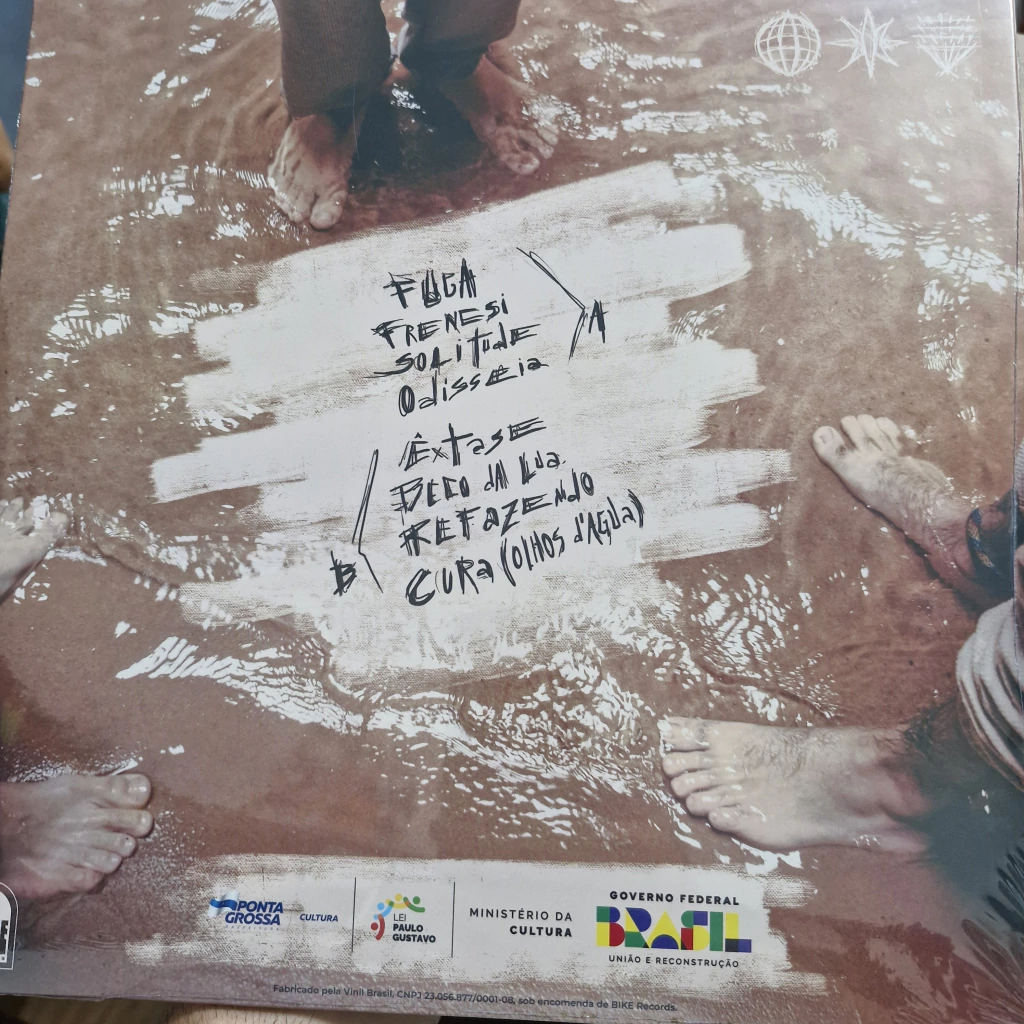 FUGA
FRENESI
SOLITUDE
Odisseia
A
ÊxtasE
BECO dA Lua
REFAZENdO
CURa (OLHOS d'AGUa)
B
PONTA GROSSA
PREFEITURA
CULTURA
LEI PAULO GUSTAVO
MINISTÉRIO DA CULTURA
GOVERNO FEDERAL
BRASIL
UNIÃO E RECONSTRUÇÃO
Fabricado pela Vinil Brasil, CNPJ 23.056.877/0001-08, sob encomenda de BIKE Records.